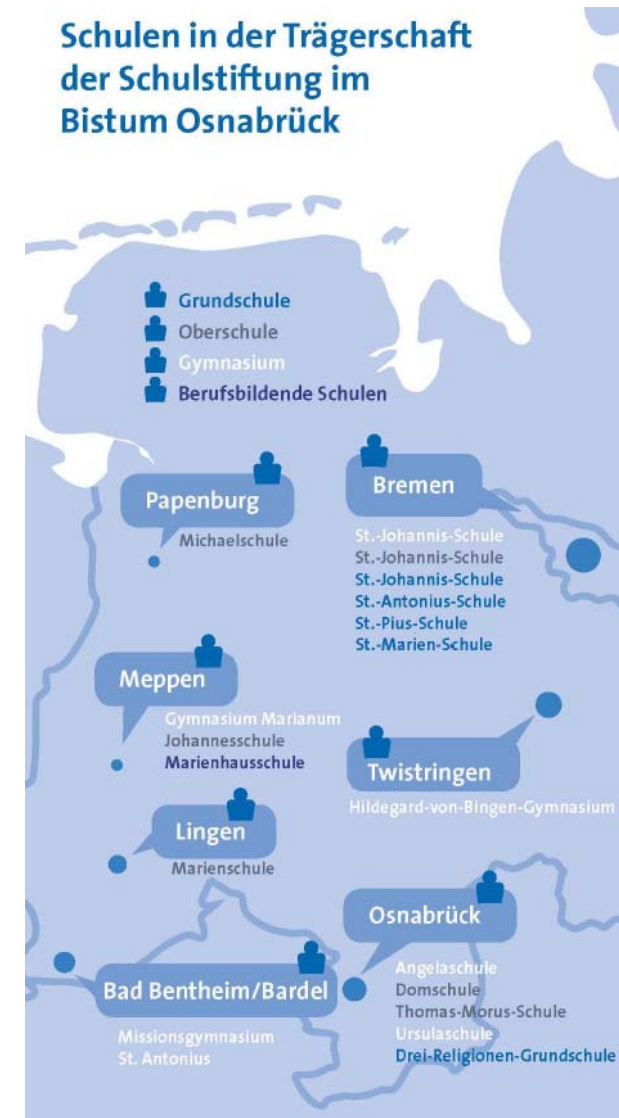 Schulen in der Trägerschaft
der Schulstiftung im
Bistum Osnabrück
Grundschule
Oberschule
Gymnasium
Berufsbildende Schulen
Papenburg
Michaelschule
Bremen
St.-Johannis-Schule
St.-Johannis-Schule
St.-Johannis-Schule
St.-Antonius-Schule
St.-Pius-Schule
St.-Marien-Schule
Meppen
Gymnasium Marianum
Johannesschule
Marienhausschule
Twistringen
Hildegard-von-Bingen-Gymnasium
Lingen
Marienschule
Osnabrück
Angelaschule
Domschule
Thomas-Morus-Schule
Ursulaschule
Drei-Religionen-Grundschule
Bad Bentheim/Bardel
Missionsgymnasium
St. Antonius